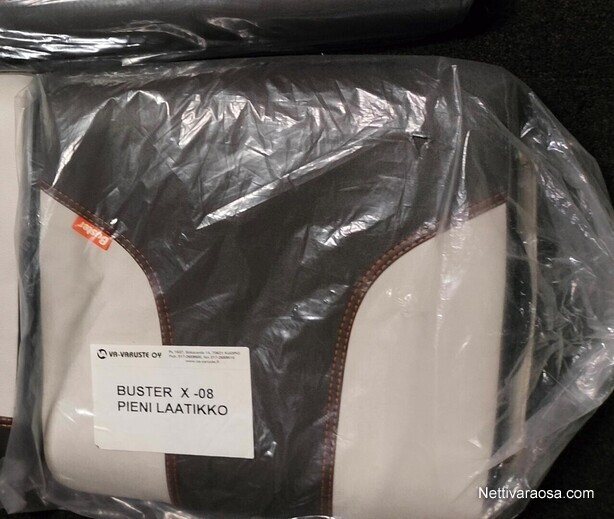 Buster
VA-VARUSTE OY
BUSTER X -08
PIENI LAATIKKO
Nettivaraosa.com